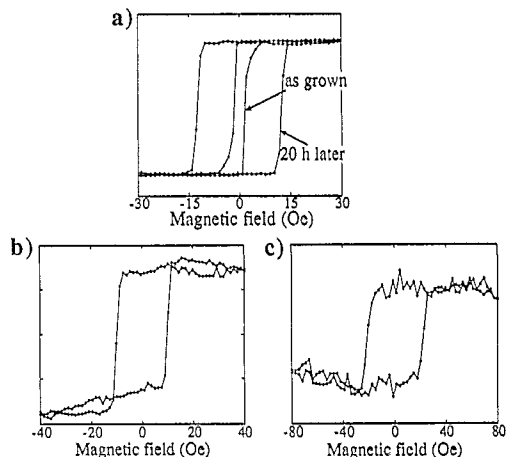 a)
as grown
20 h later
-30 -15 0 15 30
Magnetic field (Oe)
b)
-40 -20 0 20 40
Magnetic field (Oe)
c)
-80 -40 0 40 80
Magnetic field (Oe)